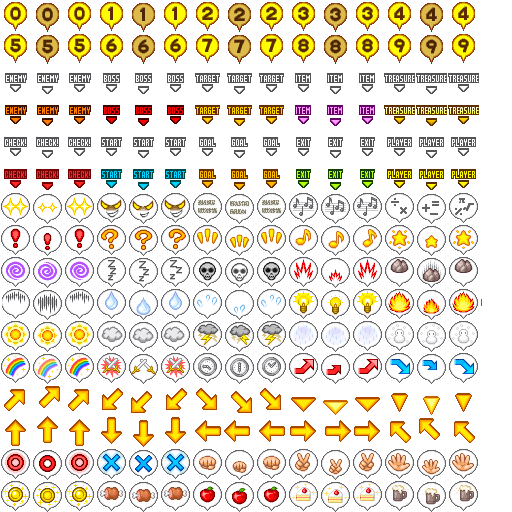 0 0 0 1 1 1 2 2 2 3 3 3 4 4 4
5 5 5 6 6 6 7 7 7 8 8 8 9 9 9
ENEMY ENEMY ENEMY BOSS BOSS BOSS TARGET TARGET TARGET ITEM ITEM ITEM TREASURE TREASURE TREASURE
ENEMY ENEMY ENEMY BOSS BOSS BOSS TARGET TARGET TARGET ITEM ITEM ITEM TREASURE TREASURE TREASURE
CHECK! CHECK! CHECK! START START START GOAL GOAL GOAL EXIT EXIT EXIT PLAYER PLAYER PLAYER
CHECK! CHECK! CHECK! START START START GOAL GOAL GOAL EXIT EXIT EXIT PLAYER PLAYER PLAYER
÷× +=
! ! ! ? ? ?
Z Z Z Z Z Z Z Z Z